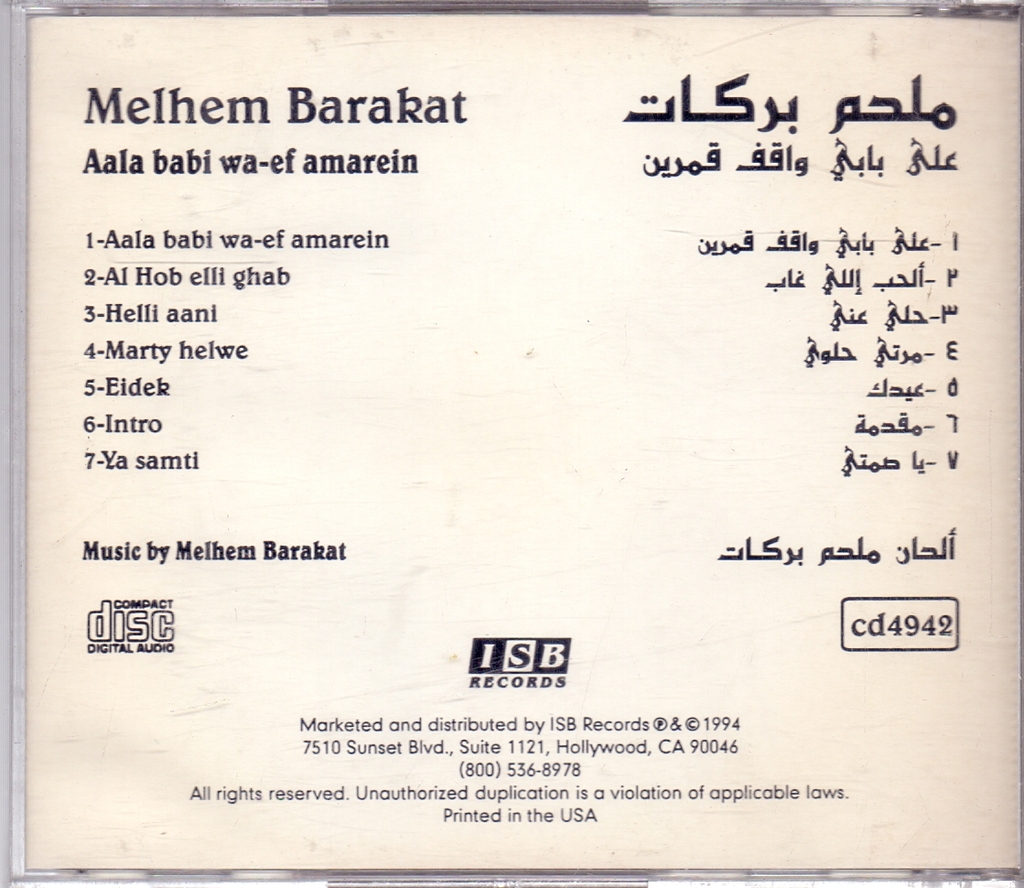 Melhem Barakat
ملحم بركات
Aala babi wa-ef amarein
على بابي واقف قمرين
1-Aala babi wa-ef amarein
١ -على بابي واقف قمرين
2-Al Hob elli ghab
٢ -ألحب إللي غاب
3-Helli aani
٣-حلي عني
4-Marty helwe
٤ -مرتي حلوي
5-Eidek
٥ -عيدك
6-Intro
٦ -مقدمة
7-Ya samti
٧ -يا صمتي
Music by Melhem Barakat
ألحان ملحم بركات
COMPACT
disc
DIGITAL AUDIO
cd4942
ISB
RECORDS
Marketed and distributed by ISB Records ℗ & © 1994
7510 Sunset Blvd., Suite 1121, Hollywood, CA 90046
(800) 536-8978
All rights reserved. Unauthorized duplication is a violation of applicable laws.
Printed in the USA